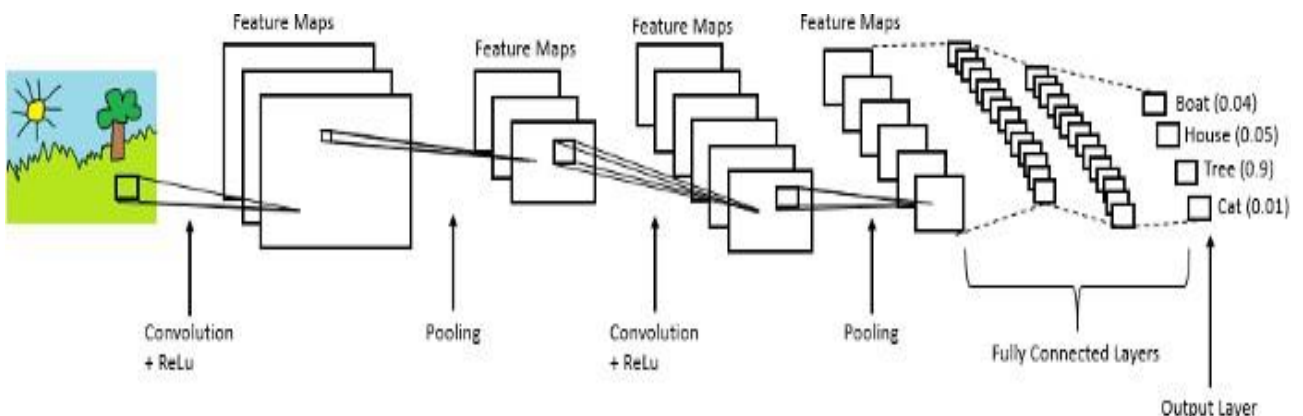 Feature Maps
Feature Maps
Feature Maps
Feature Maps
Boat (0.04)
House (0.05)
Tree (0.9)
Cat (0.01)
Convolution
+ ReLu
Pooling
Convolution
+ ReLu
Pooling
Fully Connected Layers
Output Layer